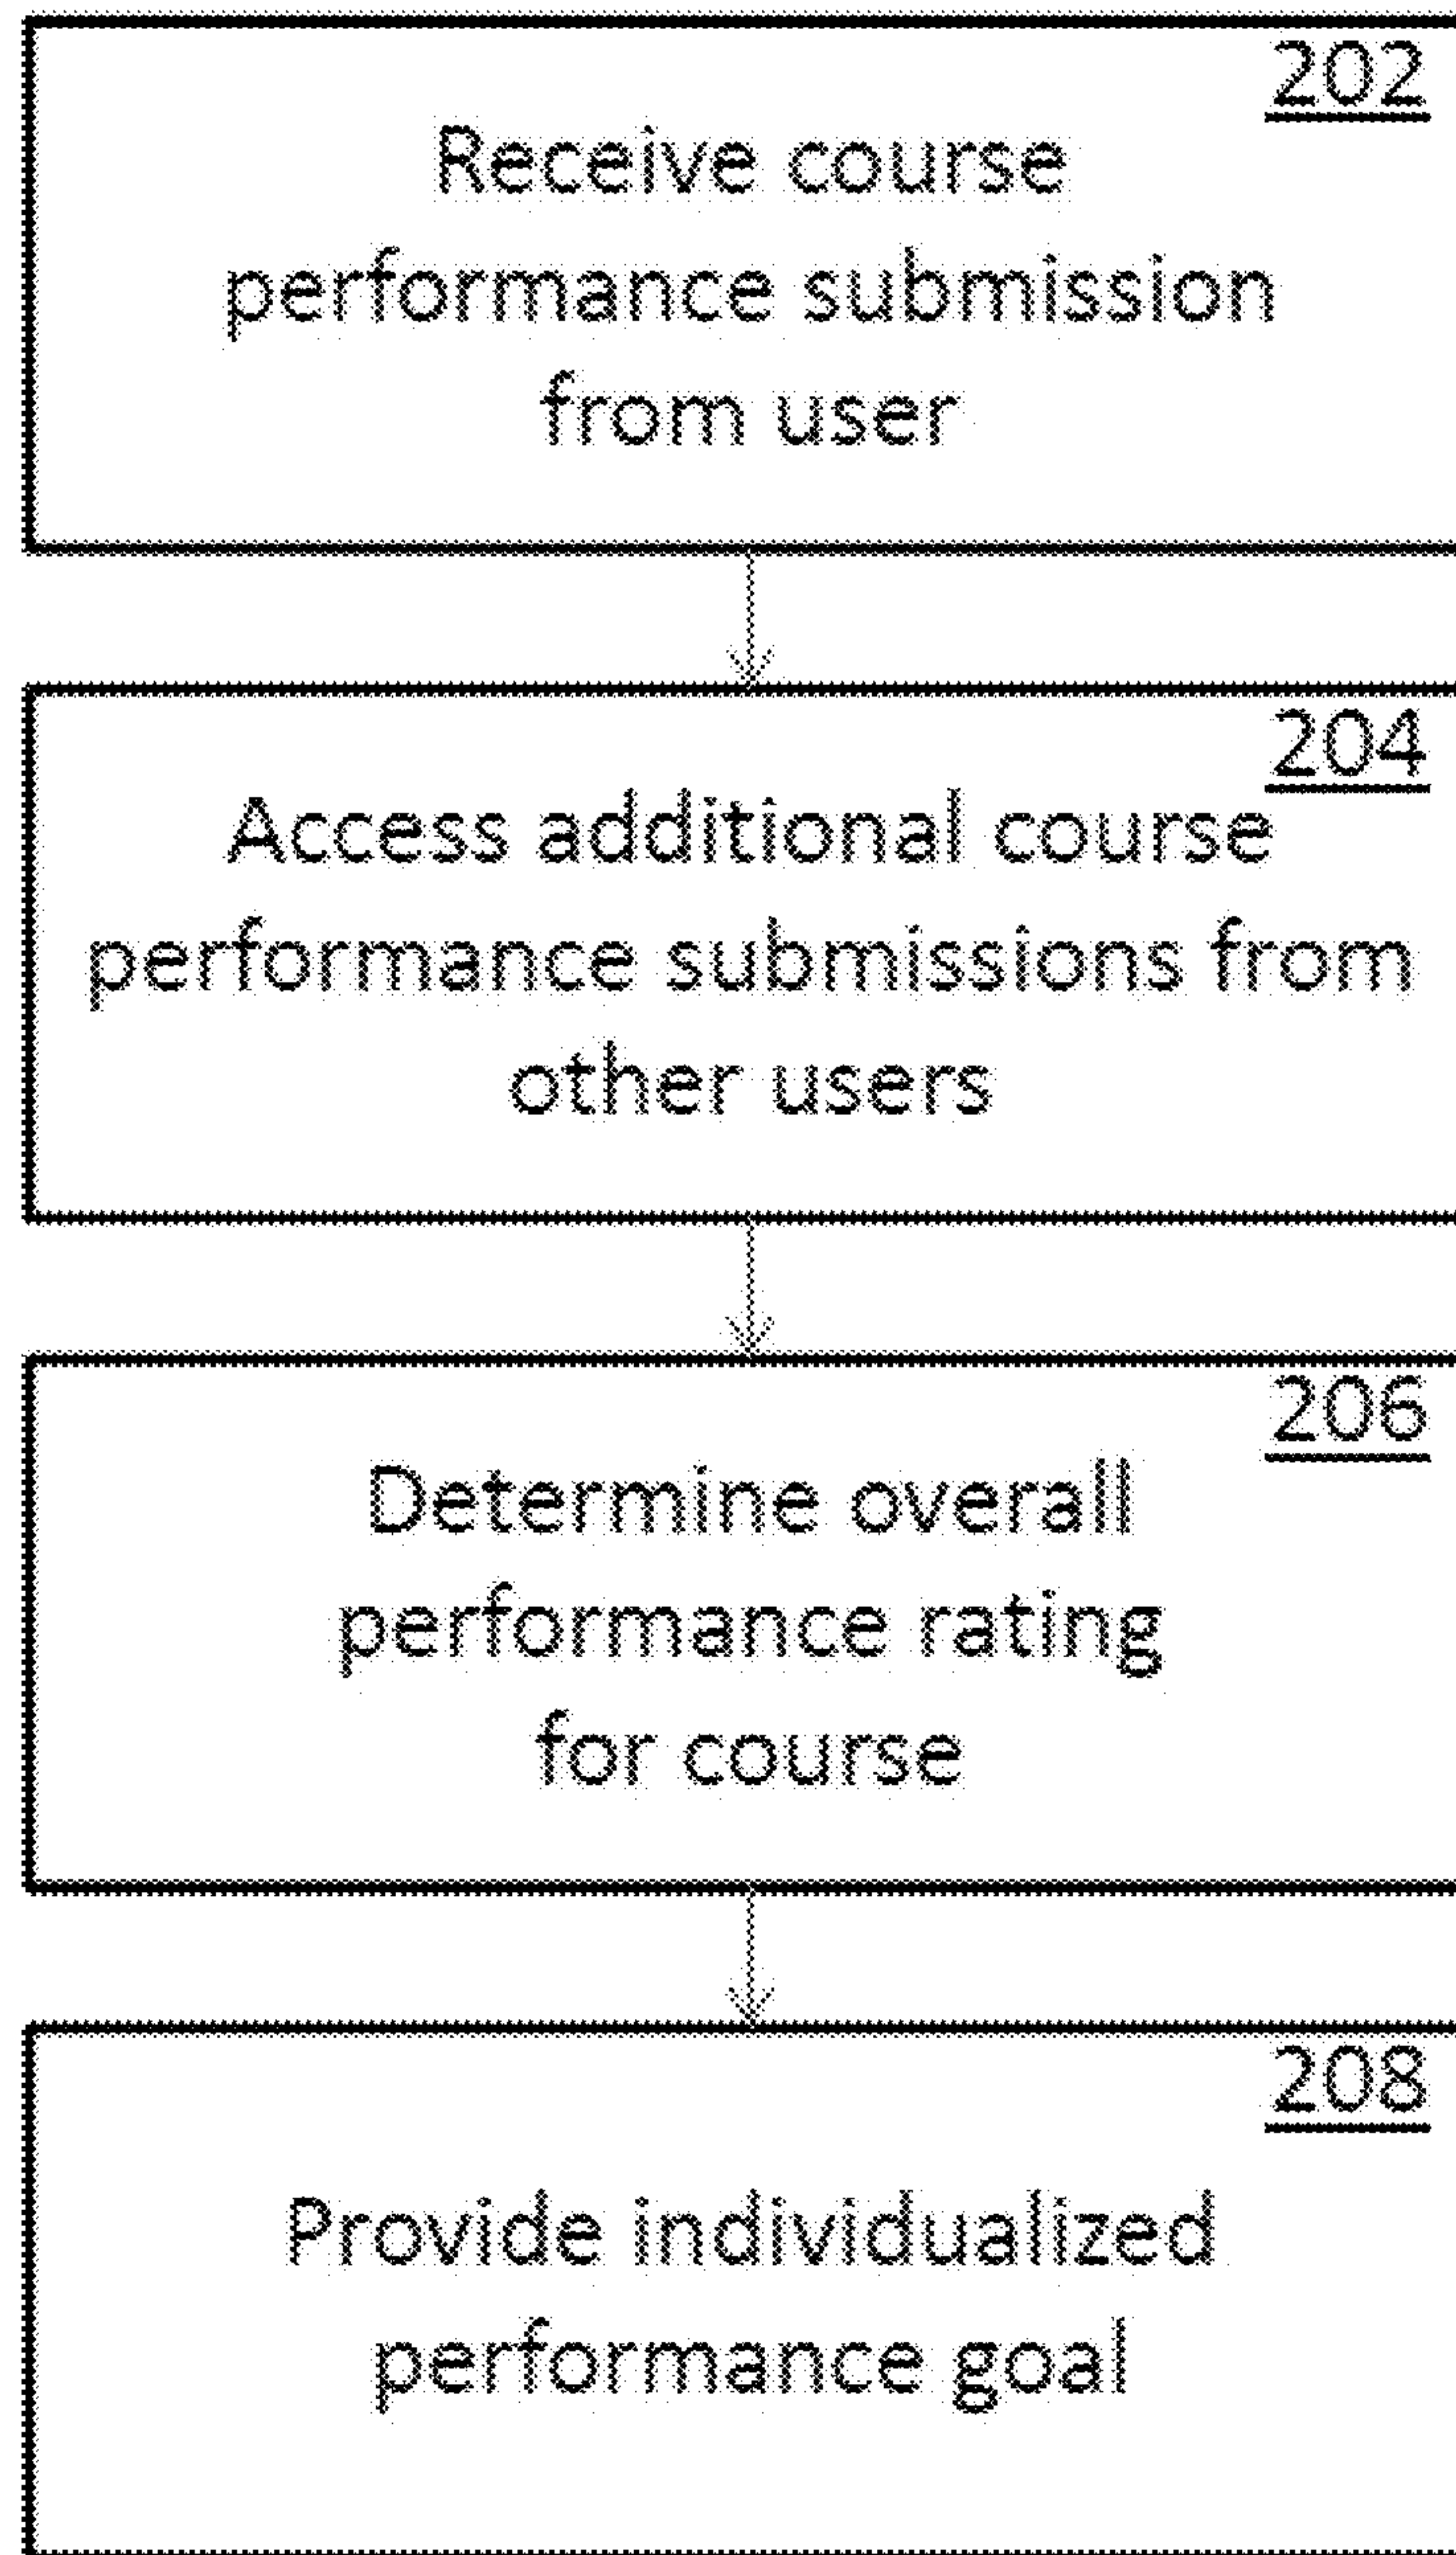 202
Receive course
performance submission
from user
204
Access additional course
performance submissions from
other users
206
Determine overall
performance rating
for course
208
Provide individualized
performance goal